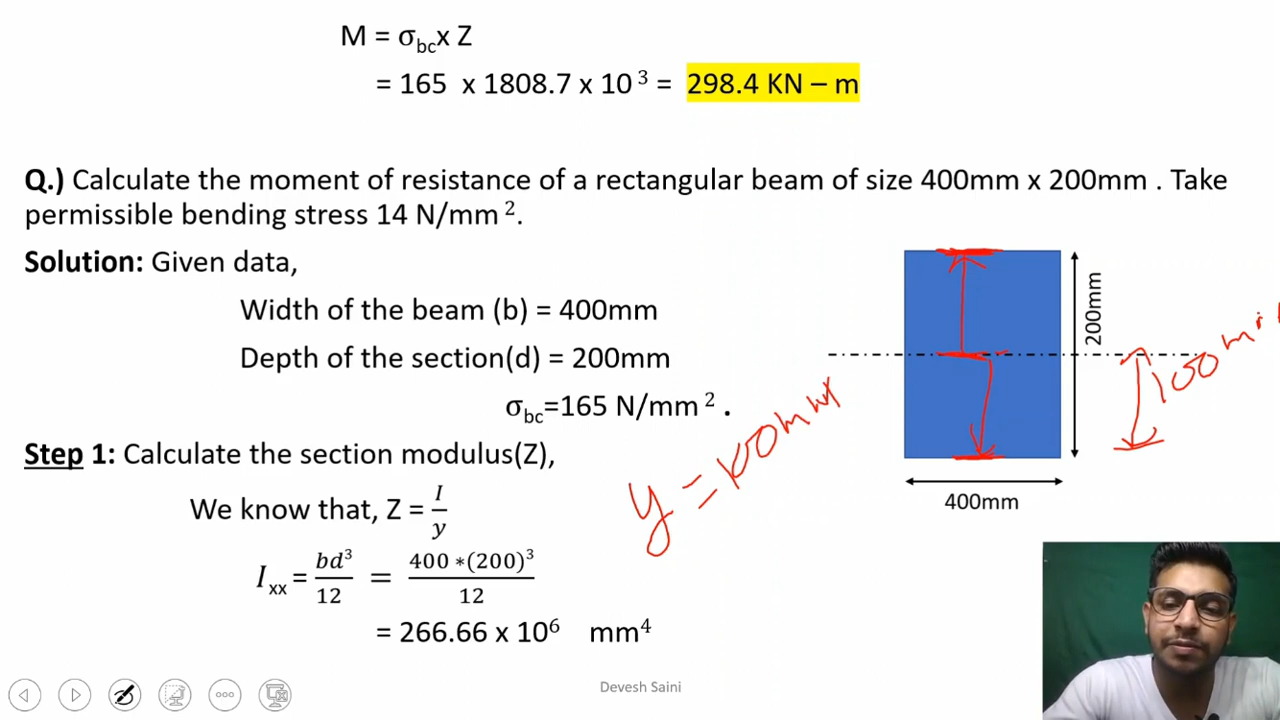 M = σbc x Z
= 165 x 1808.7 x 10³ = 298.4 KN – m
Q.) Calculate the moment of resistance of a rectangular beam of size 400mm x 200mm . Take
permissible bending stress 14 N/mm².
Solution: Given data,
Width of the beam (b) = 400mm
Depth of the section(d) = 200mm
σbc=165 N/mm² .
Step 1: Calculate the section modulus(Z),
We know that, Z = I/y
Ixx = bd³/12 = 400 *(200)³/12
= 266.66 x 10⁶ mm⁴
200mm
400mm
y = 100mm
100m
Devesh Saini